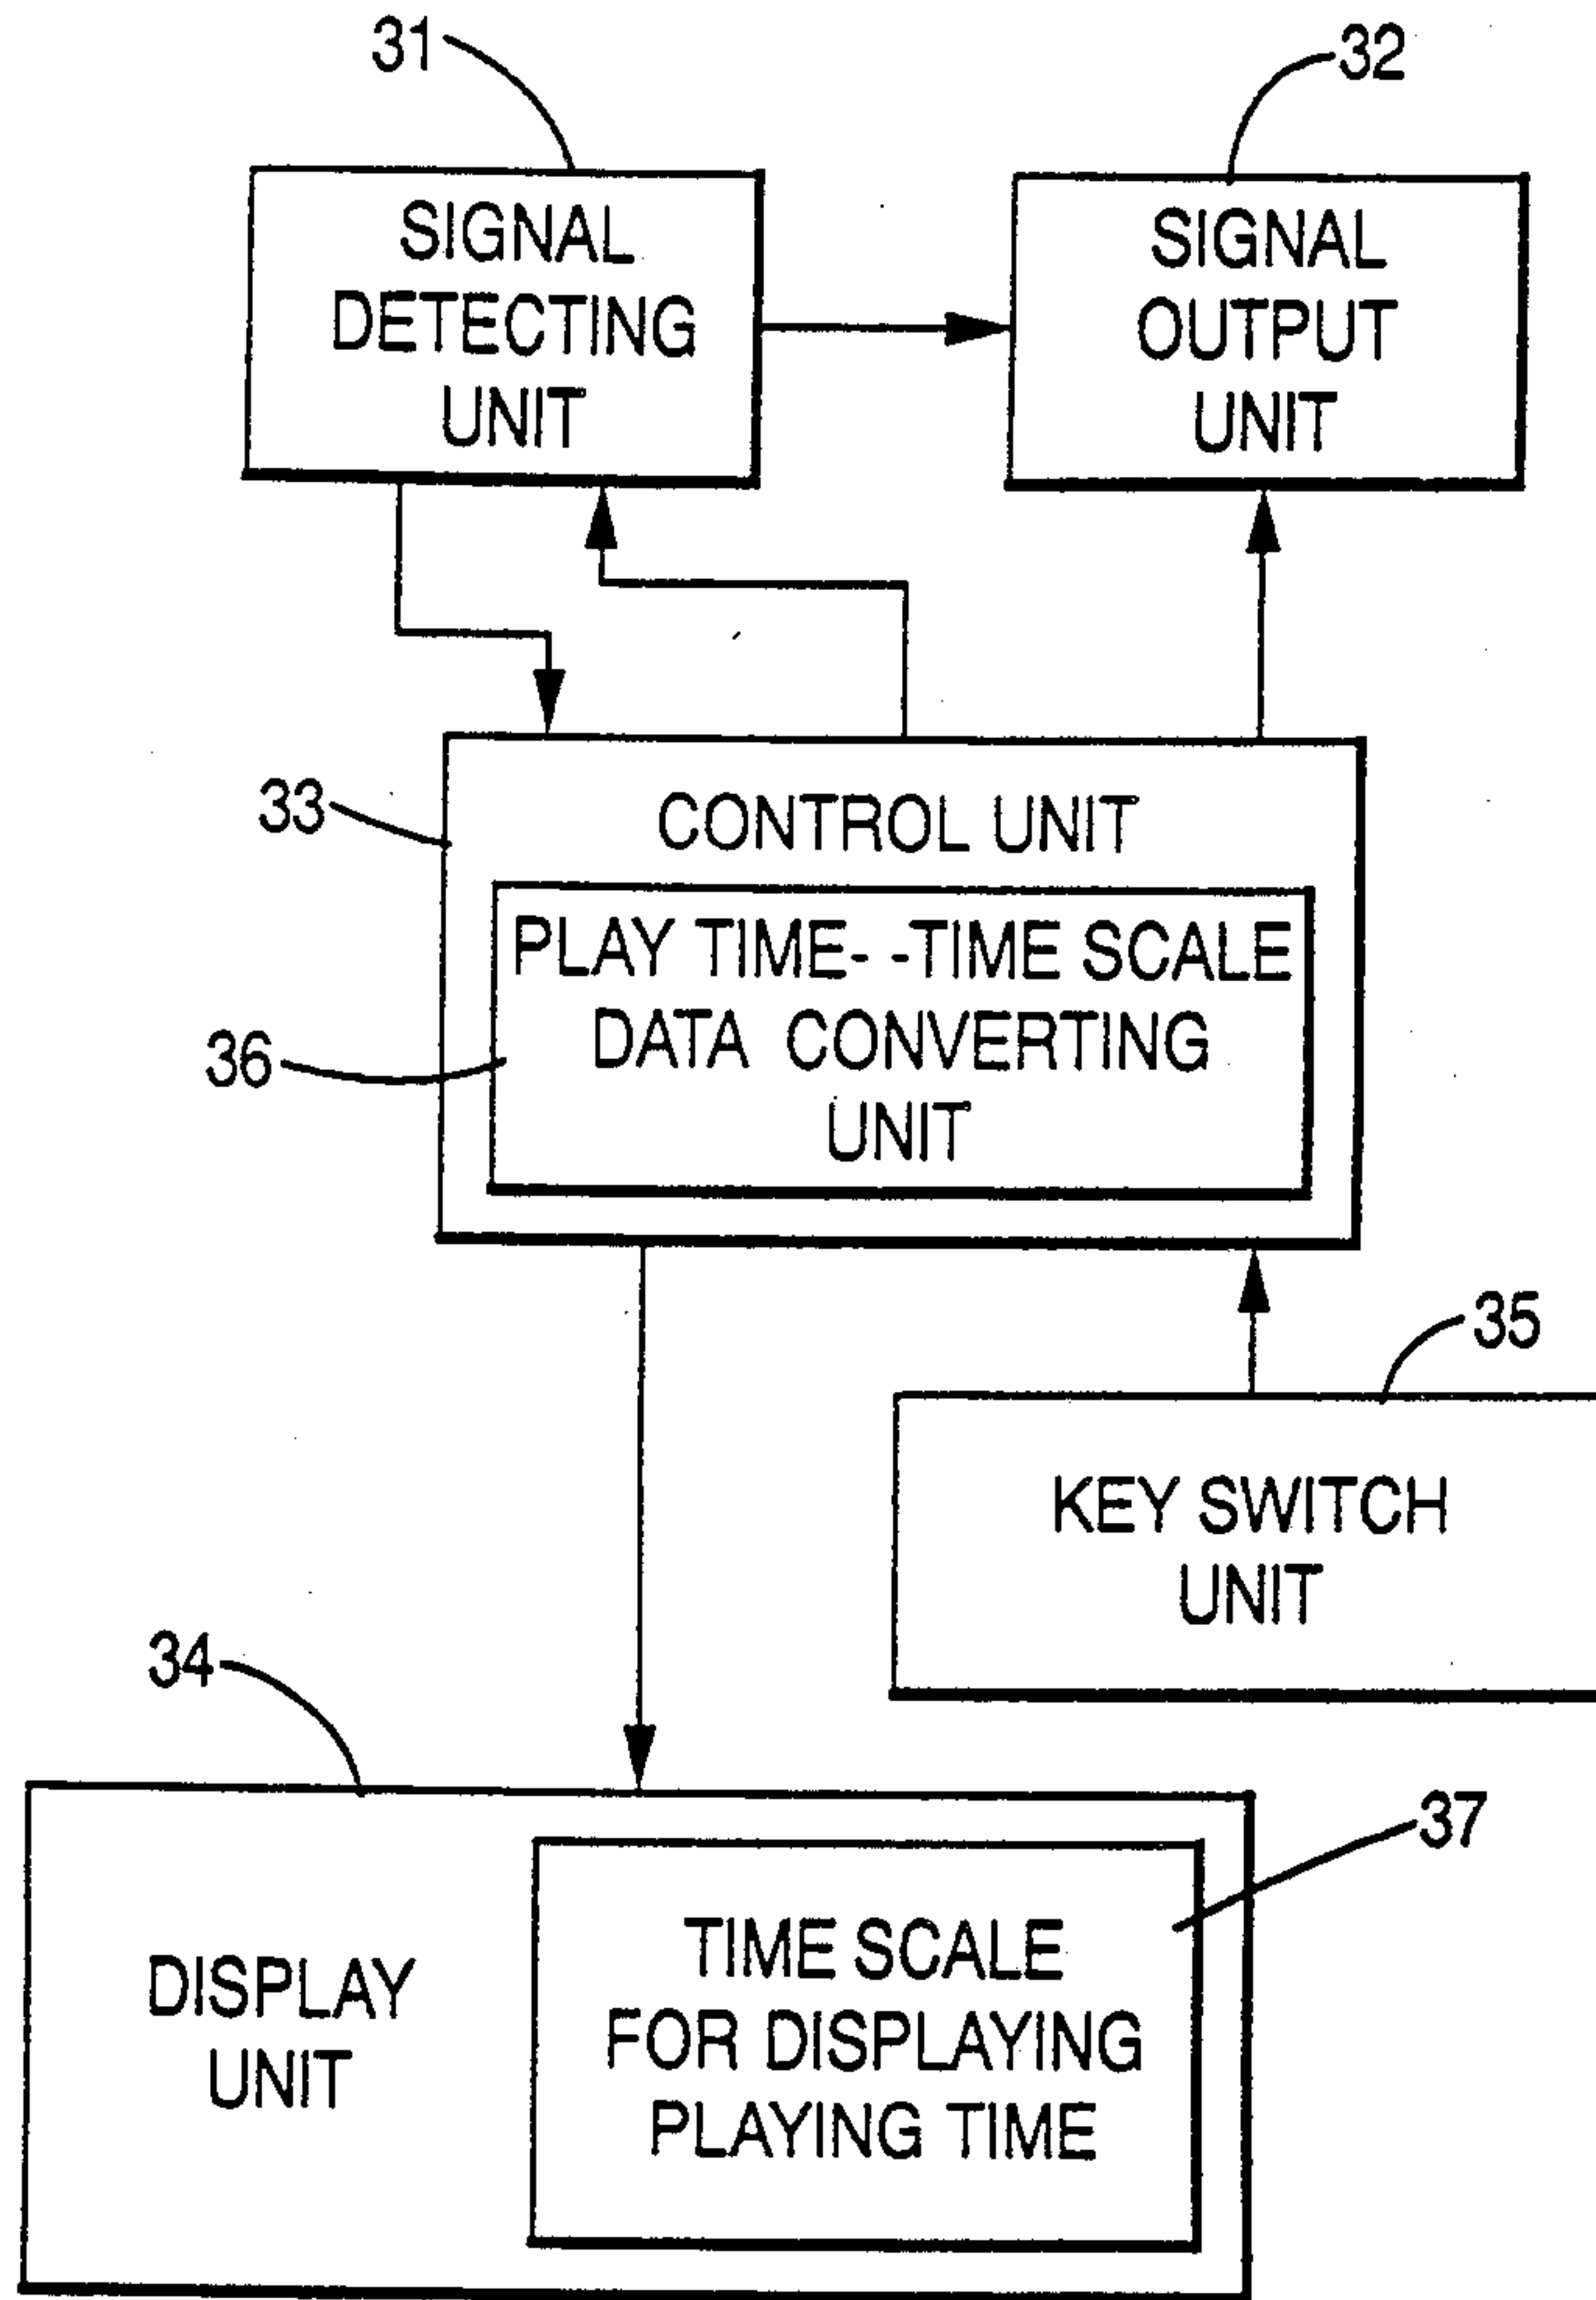 31
32
SIGNAL
DETECTING
UNIT
SIGNAL
OUTPUT
UNIT
33
CONTROL UNIT
PLAY TIME- -TIME SCALE
DATA CONVERTING
UNIT
36
35
KEY SWITCH
UNIT
34
37
DISPLAY
UNIT
TIME SCALE
FOR DISPLAYING
PLAYING TIME